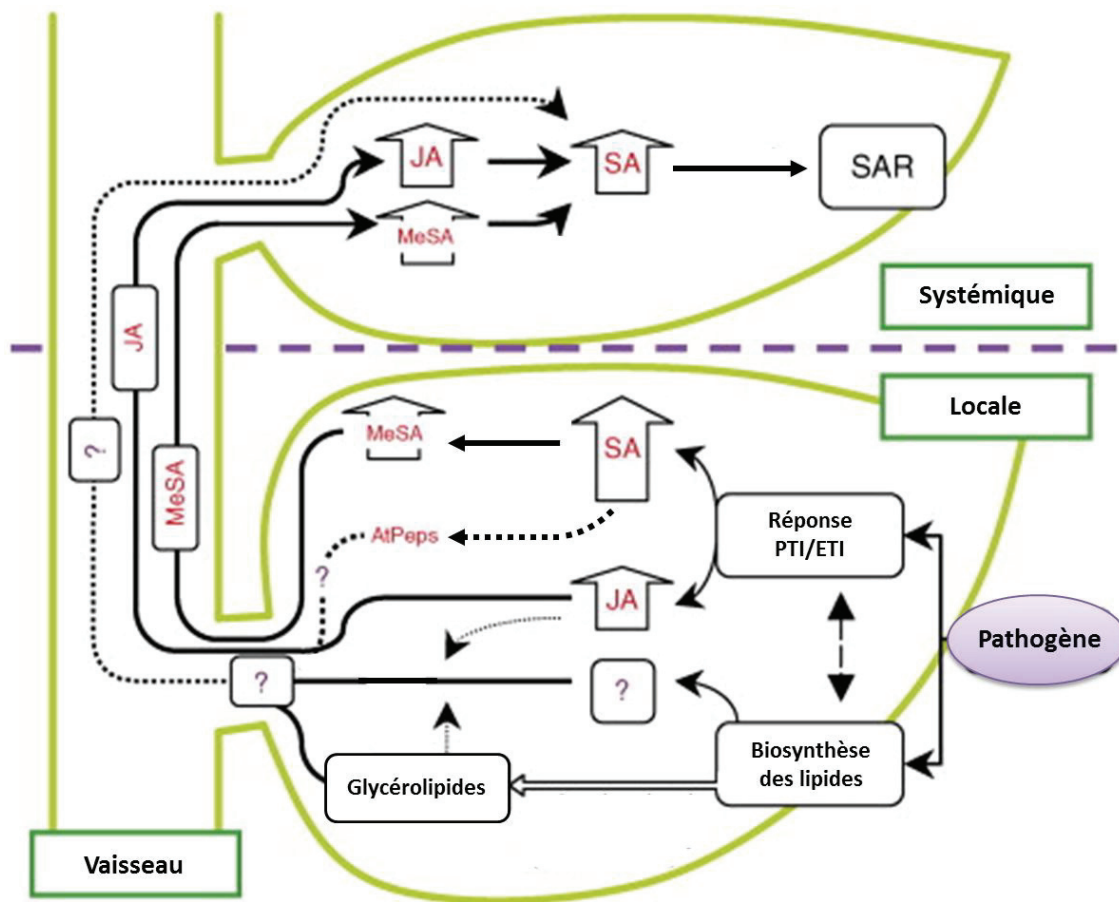 JA
SA
SAR
MeSA
Systémique
JA
Locale
?
MeSA
MeSA
SA
Réponse
PTI/ETI
AtPeps
?
JA
Pathogène
?
?
Biosynthèse
des lipides
Glycérolipides
Vaisseau